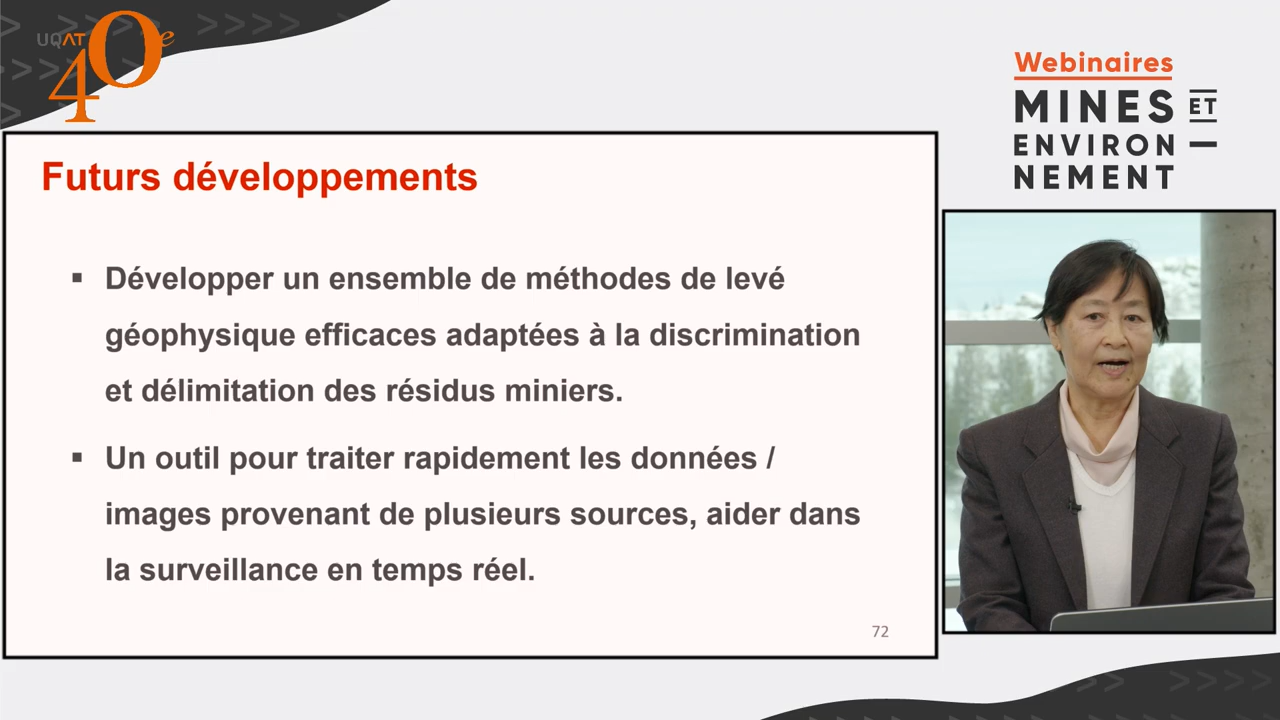 UQAT 40e
Webinaires
MINES ET
ENVIRON
NEMENT
Futurs développements
▪ Développer un ensemble de méthodes de levé
géophysique efficaces adaptées à la discrimination
et délimitation des résidus miniers.
▪ Un outil pour traiter rapidement les données /
images provenant de plusieurs sources, aider dans
la surveillance en temps réel.
72